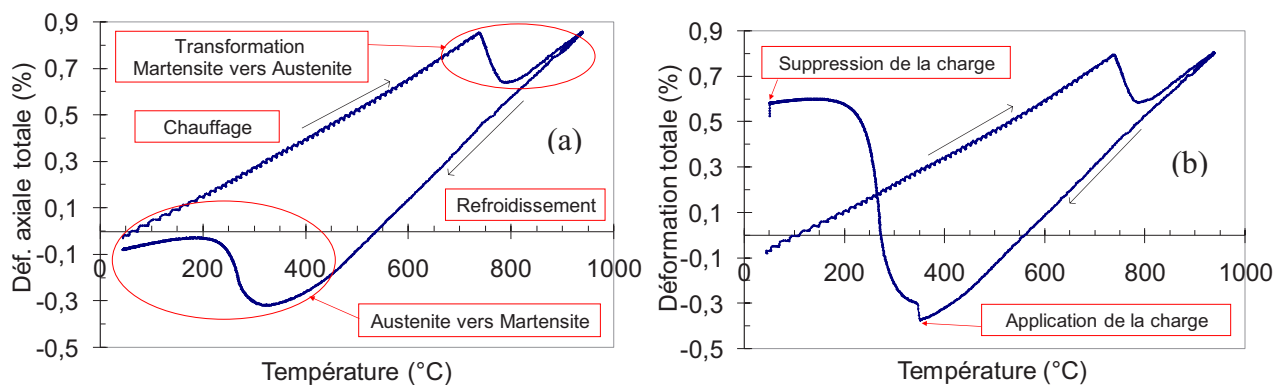 Déf. axiale totale (%)
0,9
0,7
0,5
0,3
0,1
-0,1
-0,3
-0,5
0
200
400
600
800
1000
Température (°C)
Transformation
Martensite vers Austenite
Chauffage
(a)
Refroidissement
Austenite vers Martensite
Déformation totale (%)
0,9
0,7
0,5
0,3
0,1
-0,1
-0,3
-0,5
0
200
400
600
800
1000
Température (°C)
Suppression de la charge
(b)
Application de la charge